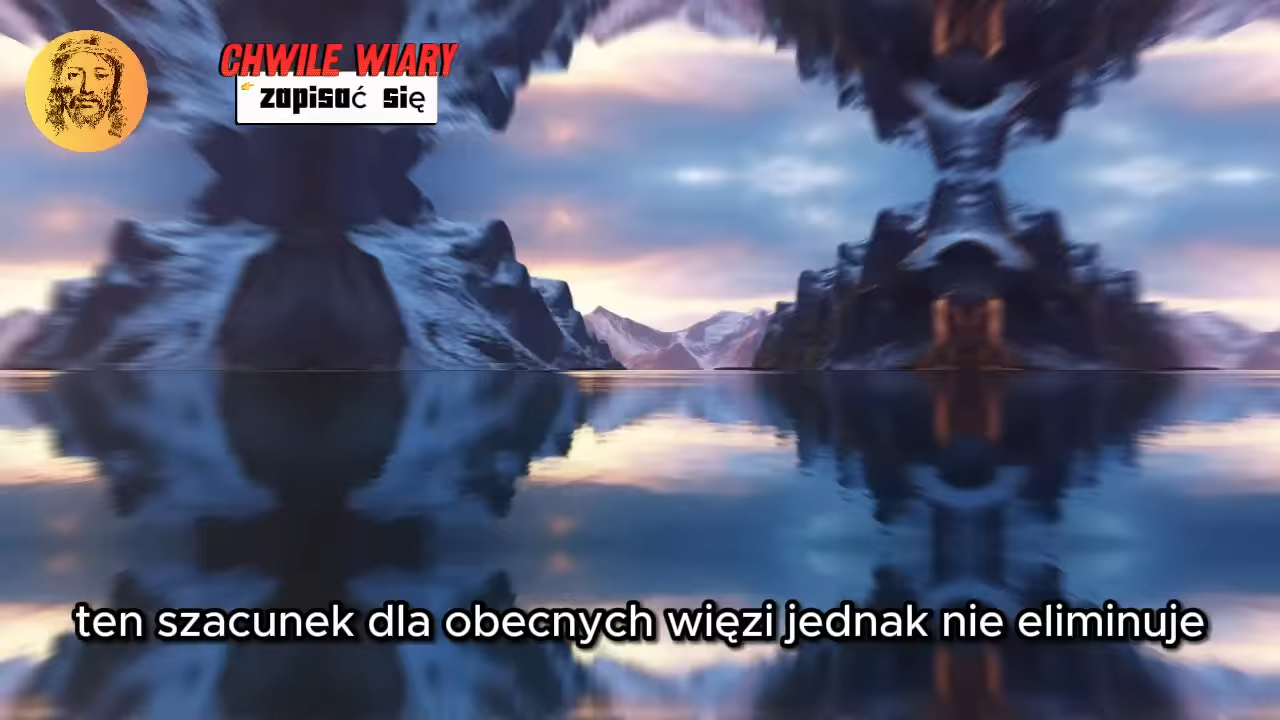 CHWILE WIARY
👉 zapisać się
ten szacunek dla obecnych więzi jednak nie eliminuje